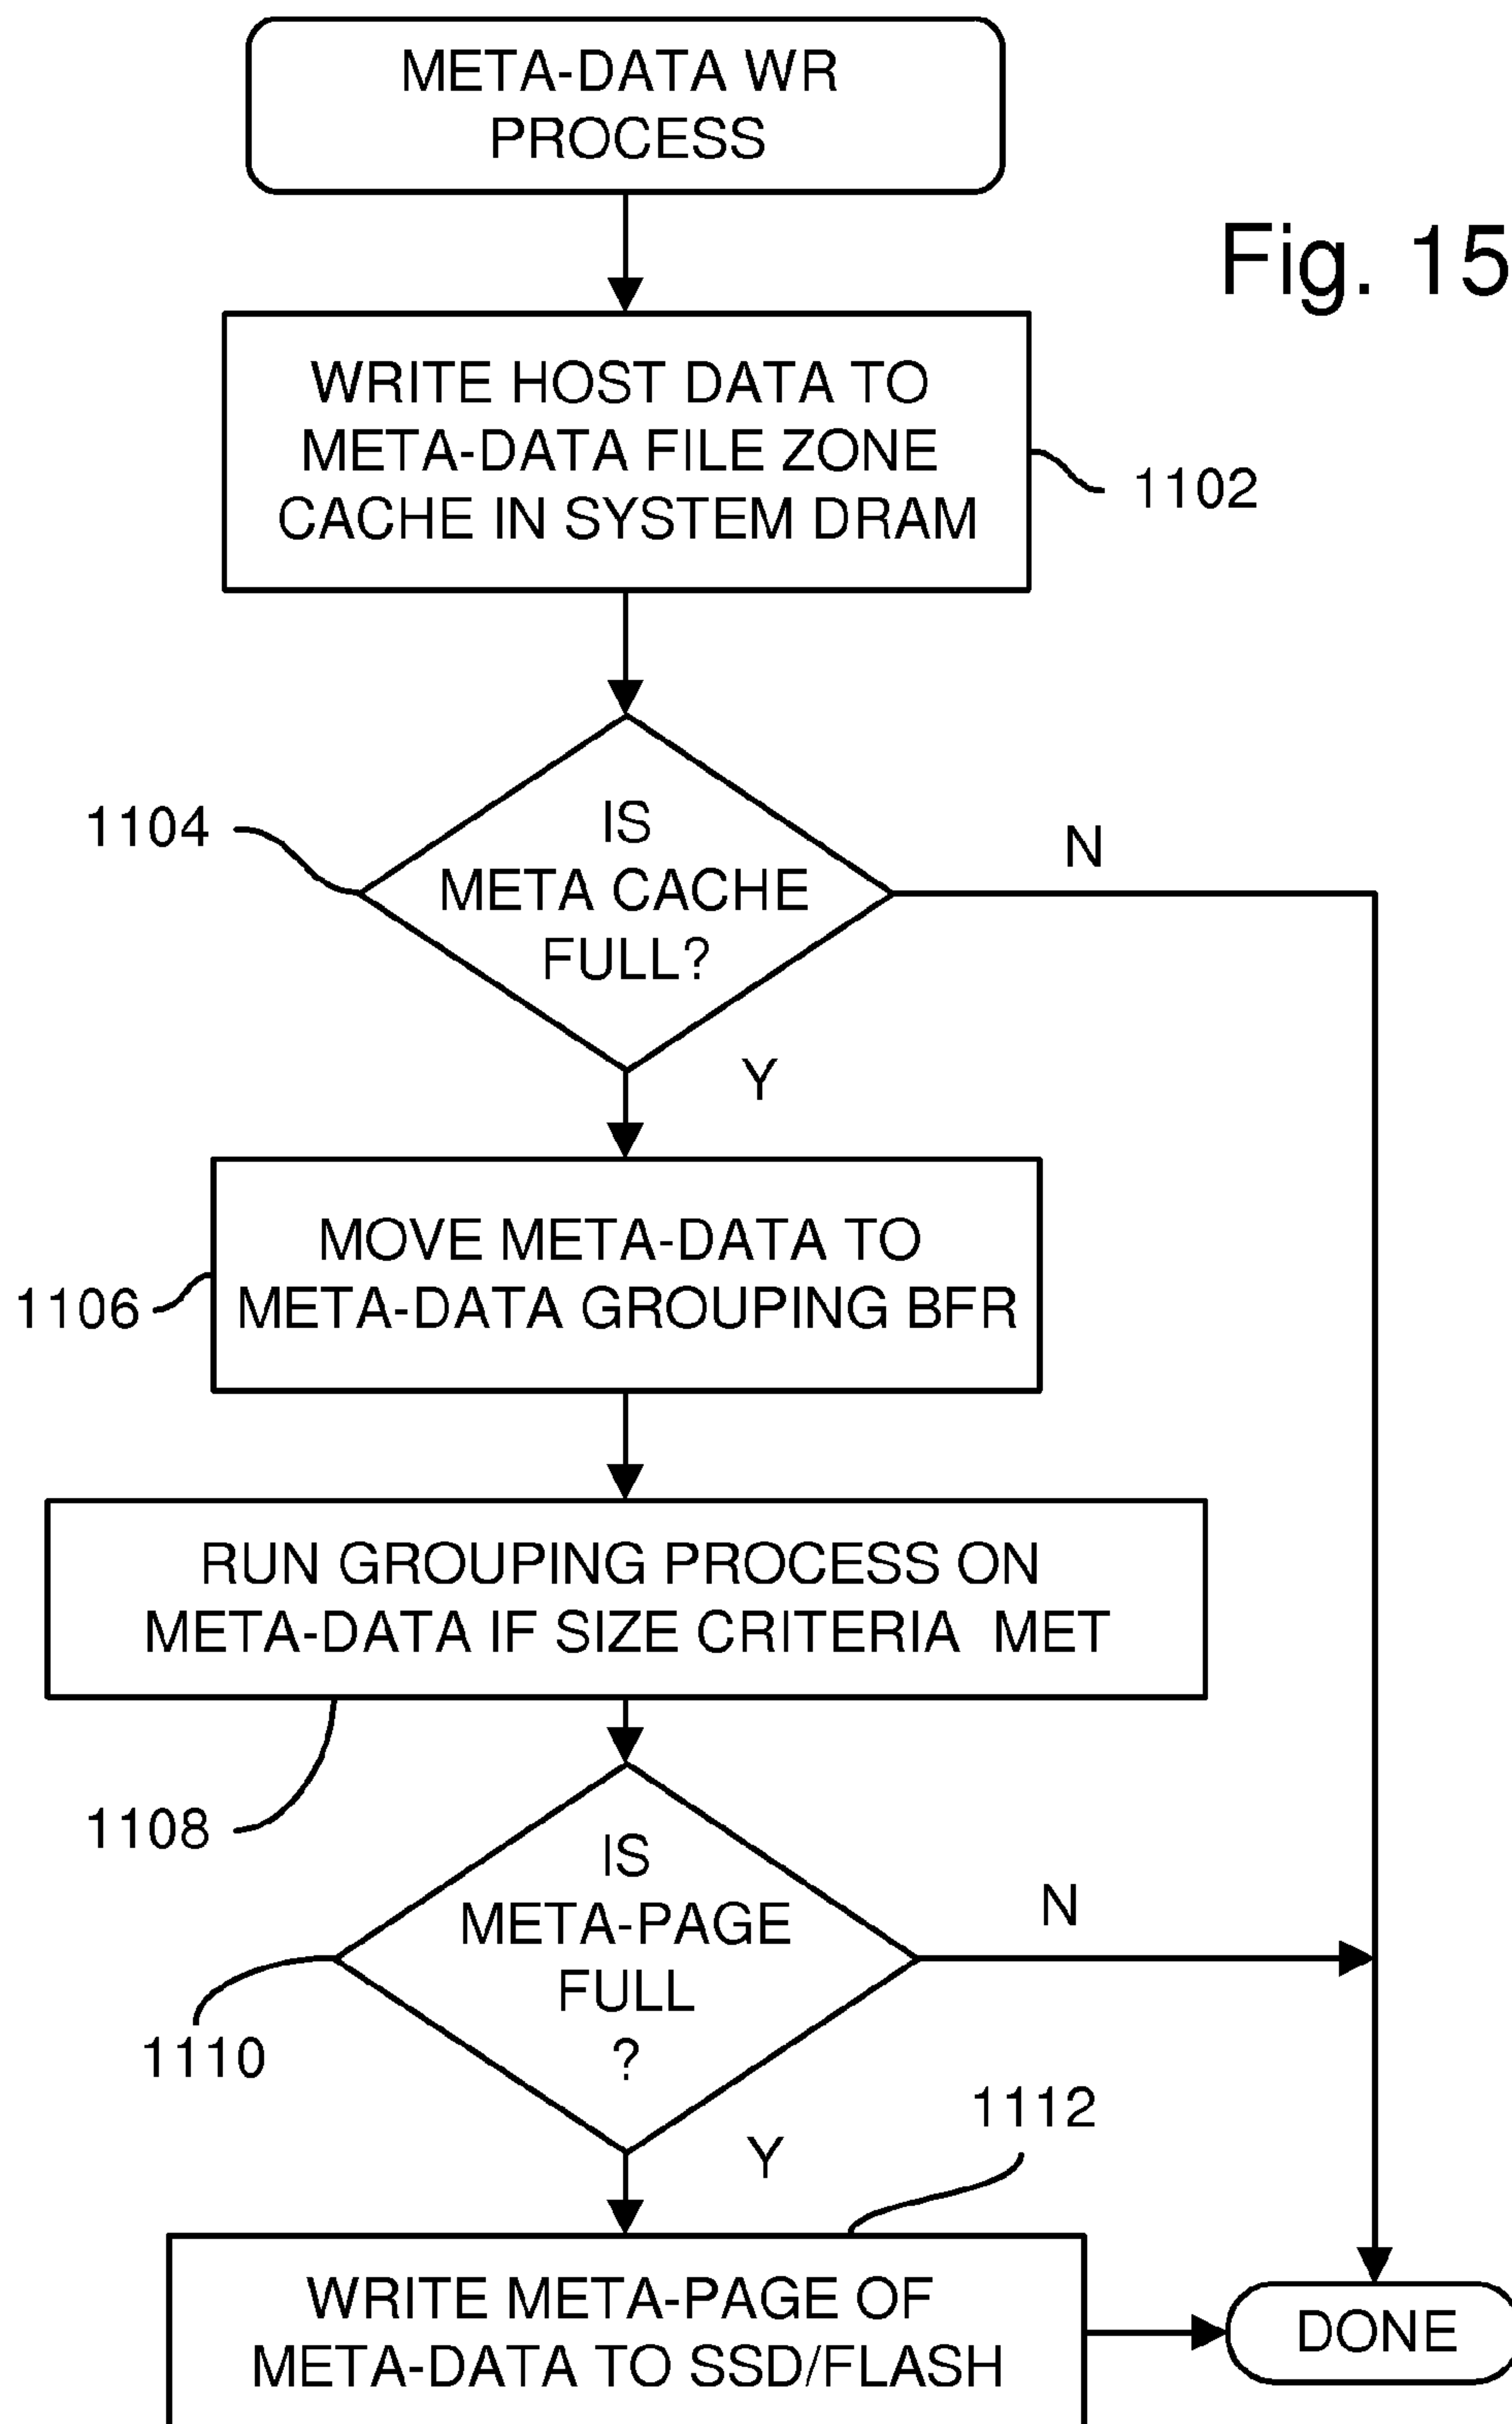 META-DATA WR
PROCESS
Fig. 15
WRITE HOST DATA TO
META-DATA FILE ZONE
CACHE IN SYSTEM DRAM
1102
1104
IS
META CACHE
FULL?
N
Y
MOVE META-DATA TO
META-DATA GROUPING BFR
1106
RUN GROUPING PROCESS ON
META-DATA IF SIZE CRITERIA  MET
1108
IS
META-PAGE
FULL
?
N
1110
1112
Y
WRITE META-PAGE OF
META-DATA TO SSD/FLASH
DONE